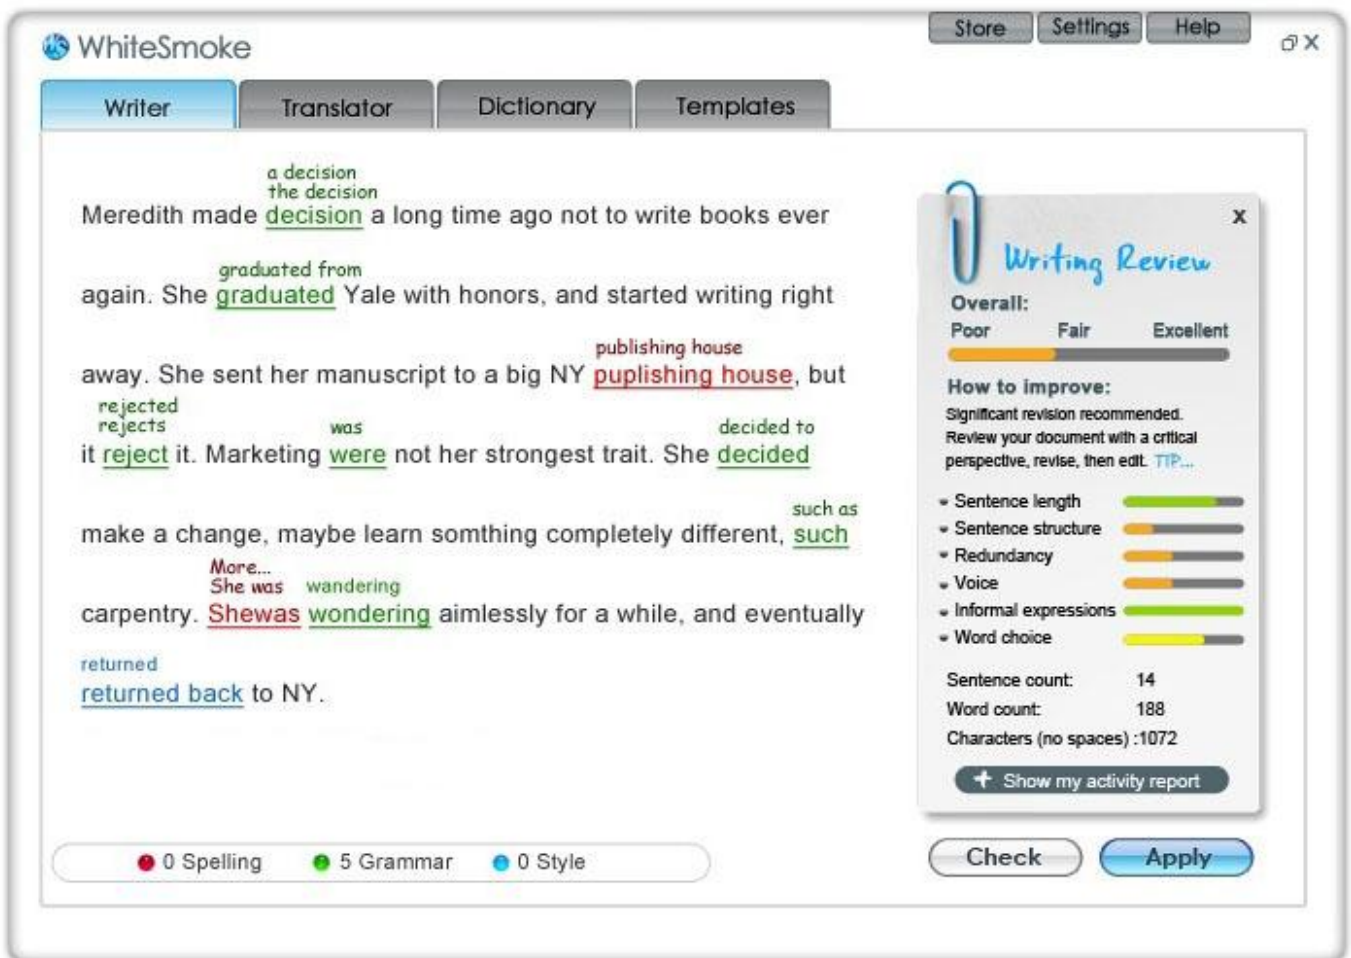 Store Settings Help
WhiteSmoke
X
Writer Translator Dictionary Templates
a decision
the decision
Meredith made decision a long time ago not to write books ever
graduated from
again. She graduated Yale with honors, and started writing right
publishing house
away. She sent her manuscript to a big NY puplishing house, but
rejected
rejects was decided to
it reject it. Marketing were not her strongest trait. She decided
such as
make a change, maybe learn somthing completely different, such
More...
She was wandering
carpentry. Shewas wondering aimlessly for a while, and eventually
returned
returned back to NY.
0 Spelling 5 Grammar 0 Style
x
Writing Review
Overall:
Poor Fair Excellent
How to improve:
Significant revision recommended.
Review your document with a critical
perspective, revise, then edit. TIP...
Sentence length
Sentence structure
Redundancy
Voice
Informal expressions
Word choice
Sentence count: 14
Word count: 188
Characters (no spaces) :1072
+ Show my activity report
Check Apply